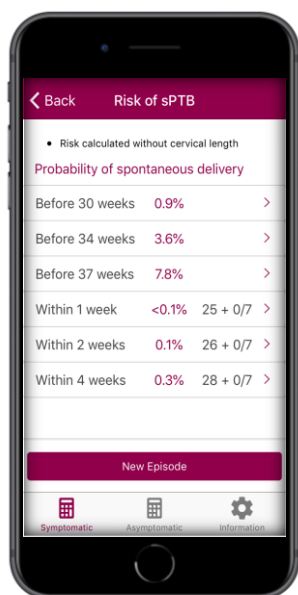 Back Risk of sPTB
• Risk calculated without cervical length
Probability of spontaneous delivery
Before 30 weeks 0.9%
Before 34 weeks 3.6%
Before 37 weeks 7.8%
Within 1 week <0.1% 25 + 0/7
Within 2 weeks 0.1% 26 + 0/7
Within 4 weeks 0.3% 28 + 0/7
New Episode
Symptomatic Asymptomatic Information